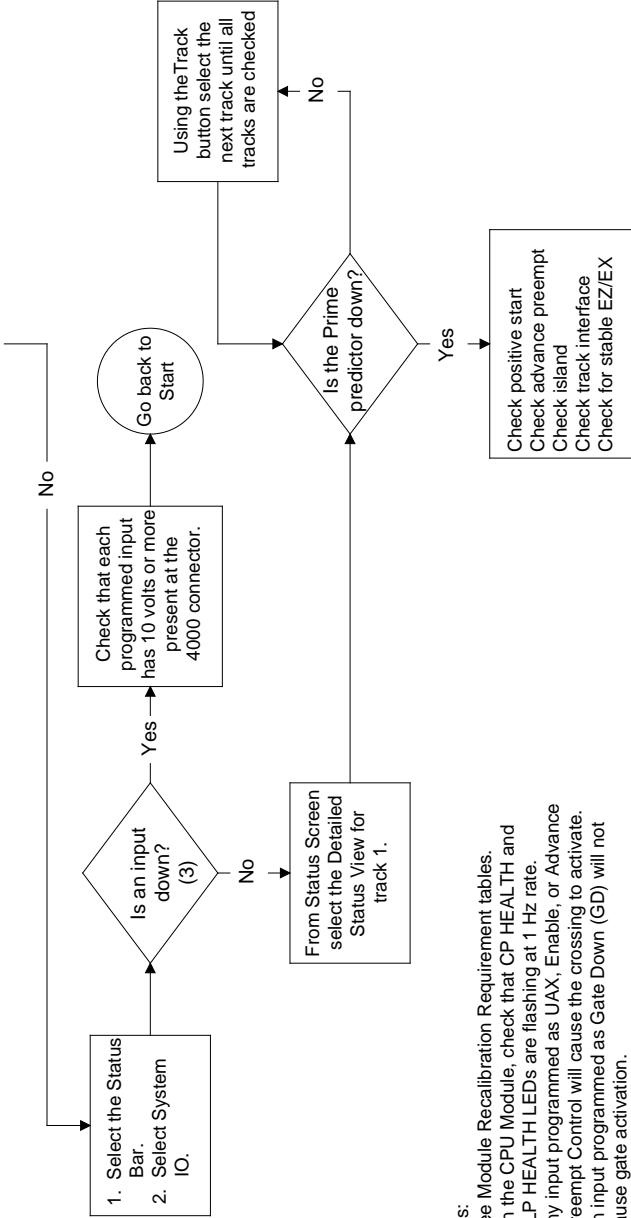 No
1. Select the Status
Bar.
2. Select System
IO.
Is an input
down?
(3)
Yes
Check that each
programmed input
has 10 volts or more
present at the
4000 connector.
Go back to
Start
No
From Status Screen
select the Detailed
Status View for
track 1.
Is the Prime
predictor down?
No
Using theTrack
button select the
next track until all
tracks are checked
Yes
Check positive start
Check advance preempt
Check island
Check track interface
Check for stable EZ/EX
Module Recalibration Requirement tables.
the CPU Module, check that CP HEALTH and
HEALTH LEDs are flashing at 1 Hz rate.
input programmed as UAX, Enable, or Advance
Control will cause the crossing to activate.
input programmed as Gate Down (GD) will not
gate activation.